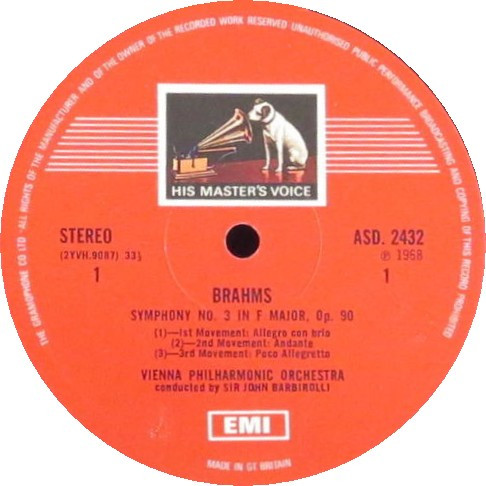 THE GRAMOPHONE CO LTD · ALL RIGHTS OF THE MANUFACTURER AND OF THE OWNER OF THE RECORDED WORK RESERVED UNAUTHORISED PUBLIC PERFORMANCE BROADCASTING AND COPYING OF THIS RECORD PROHIBITED
HIS MASTER'S VOICE
STEREO
(2YVH.9087) 33⅓
1
ASD. 2432
℗ 1968
1
BRAHMS
SYMPHONY NO. 3 IN F MAJOR, Op. 90
(1)—1st Movement: Allegro con brio
(2)—2nd Movement: Andante
(3)—3rd Movement: Poco Allegretto
VIENNA PHILHARMONIC ORCHESTRA
conducted by SIR JOHN BARBIROLLI
EMI
MADE IN GT BRITAIN